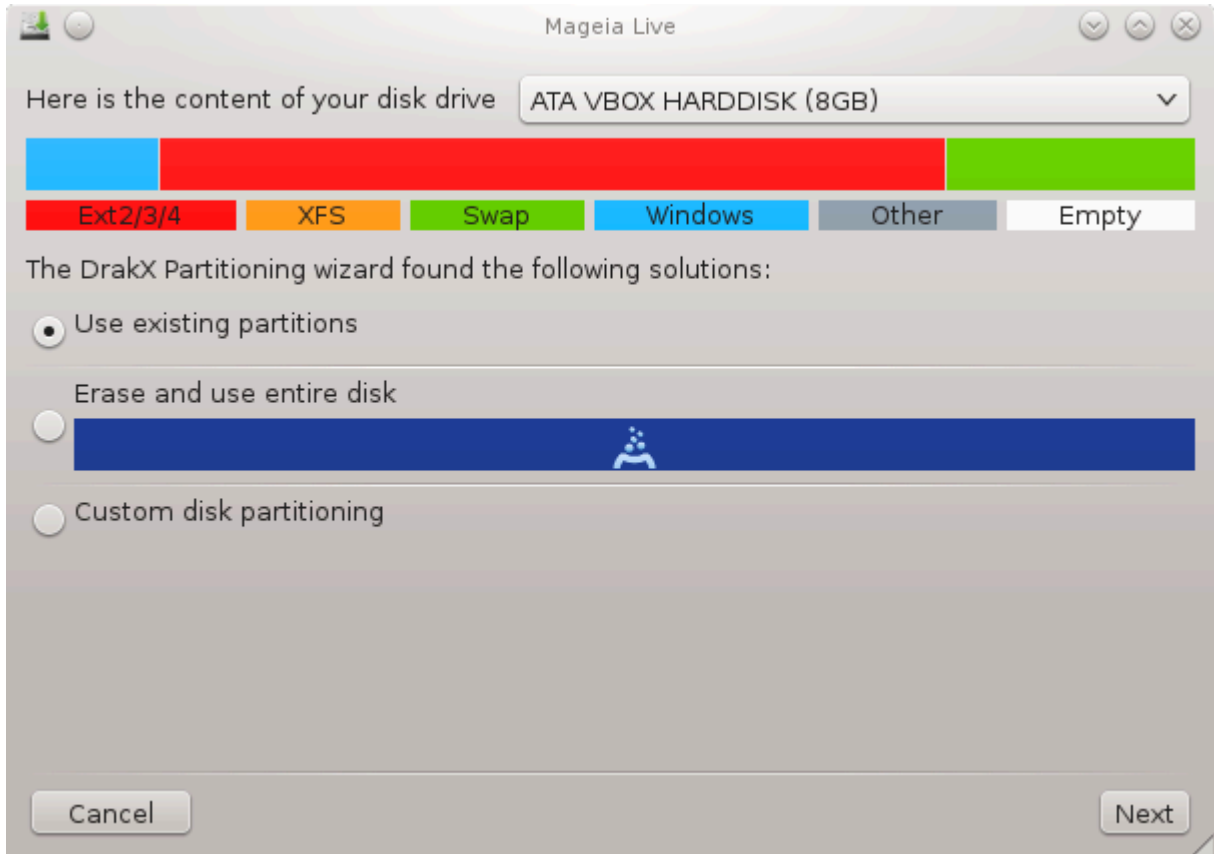 Mageia Live
Here is the content of your disk drive ATA VBOX HARDDISK (8GB)
Ext2/3/4 XFS Swap Windows Other Empty
The DrakX Partitioning wizard found the following solutions:
Use existing partitions
Erase and use entire disk
Custom disk partitioning
Cancel Next